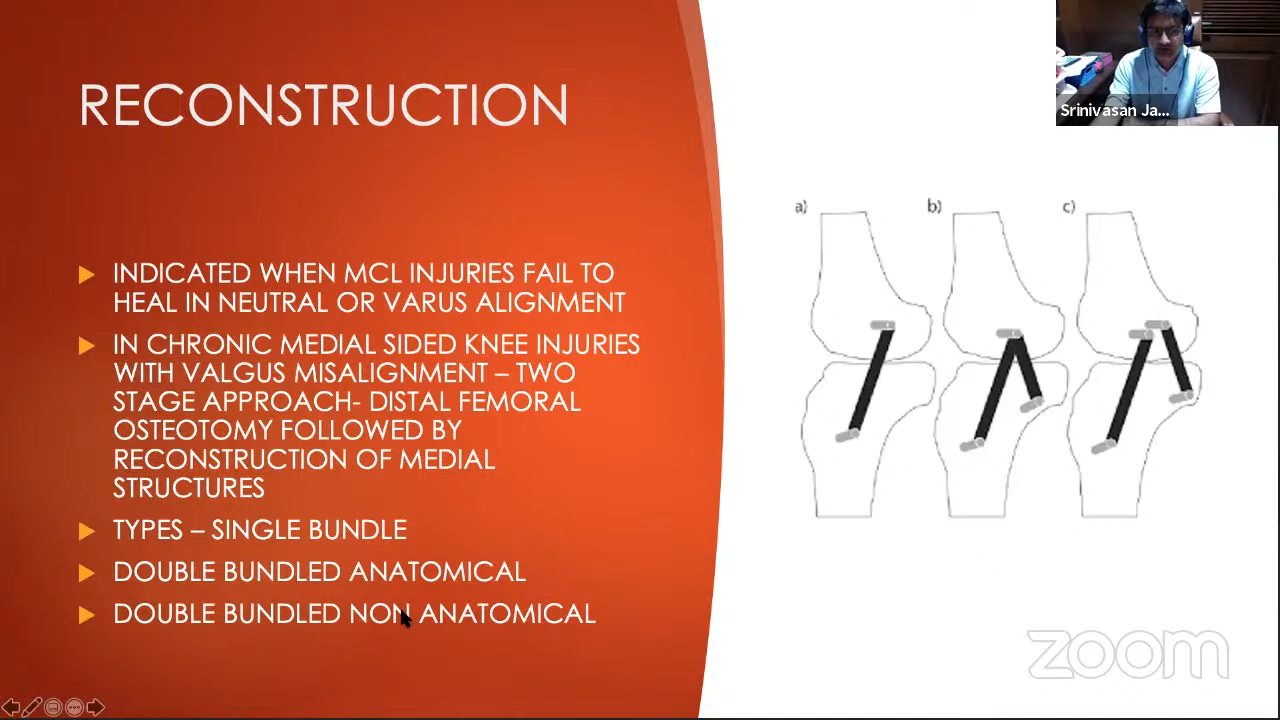 RECONSTRUCTION
INDICATED WHEN MCL INJURIES FAIL TO
HEAL IN NEUTRAL OR VARUS ALIGNMENT
IN CHRONIC MEDIAL SIDED KNEE INJURIES
WITH VALGUS MISALIGNMENT – TWO
STAGE APPROACH- DISTAL FEMORAL
OSTEOTOMY FOLLOWED BY
RECONSTRUCTION OF MEDIAL
STRUCTURES
TYPES – SINGLE BUNDLE
DOUBLE BUNDLED ANATOMICAL
DOUBLE BUNDLED NON ANATOMICAL
Srinivasan Ja...
a) b) c)
zoom